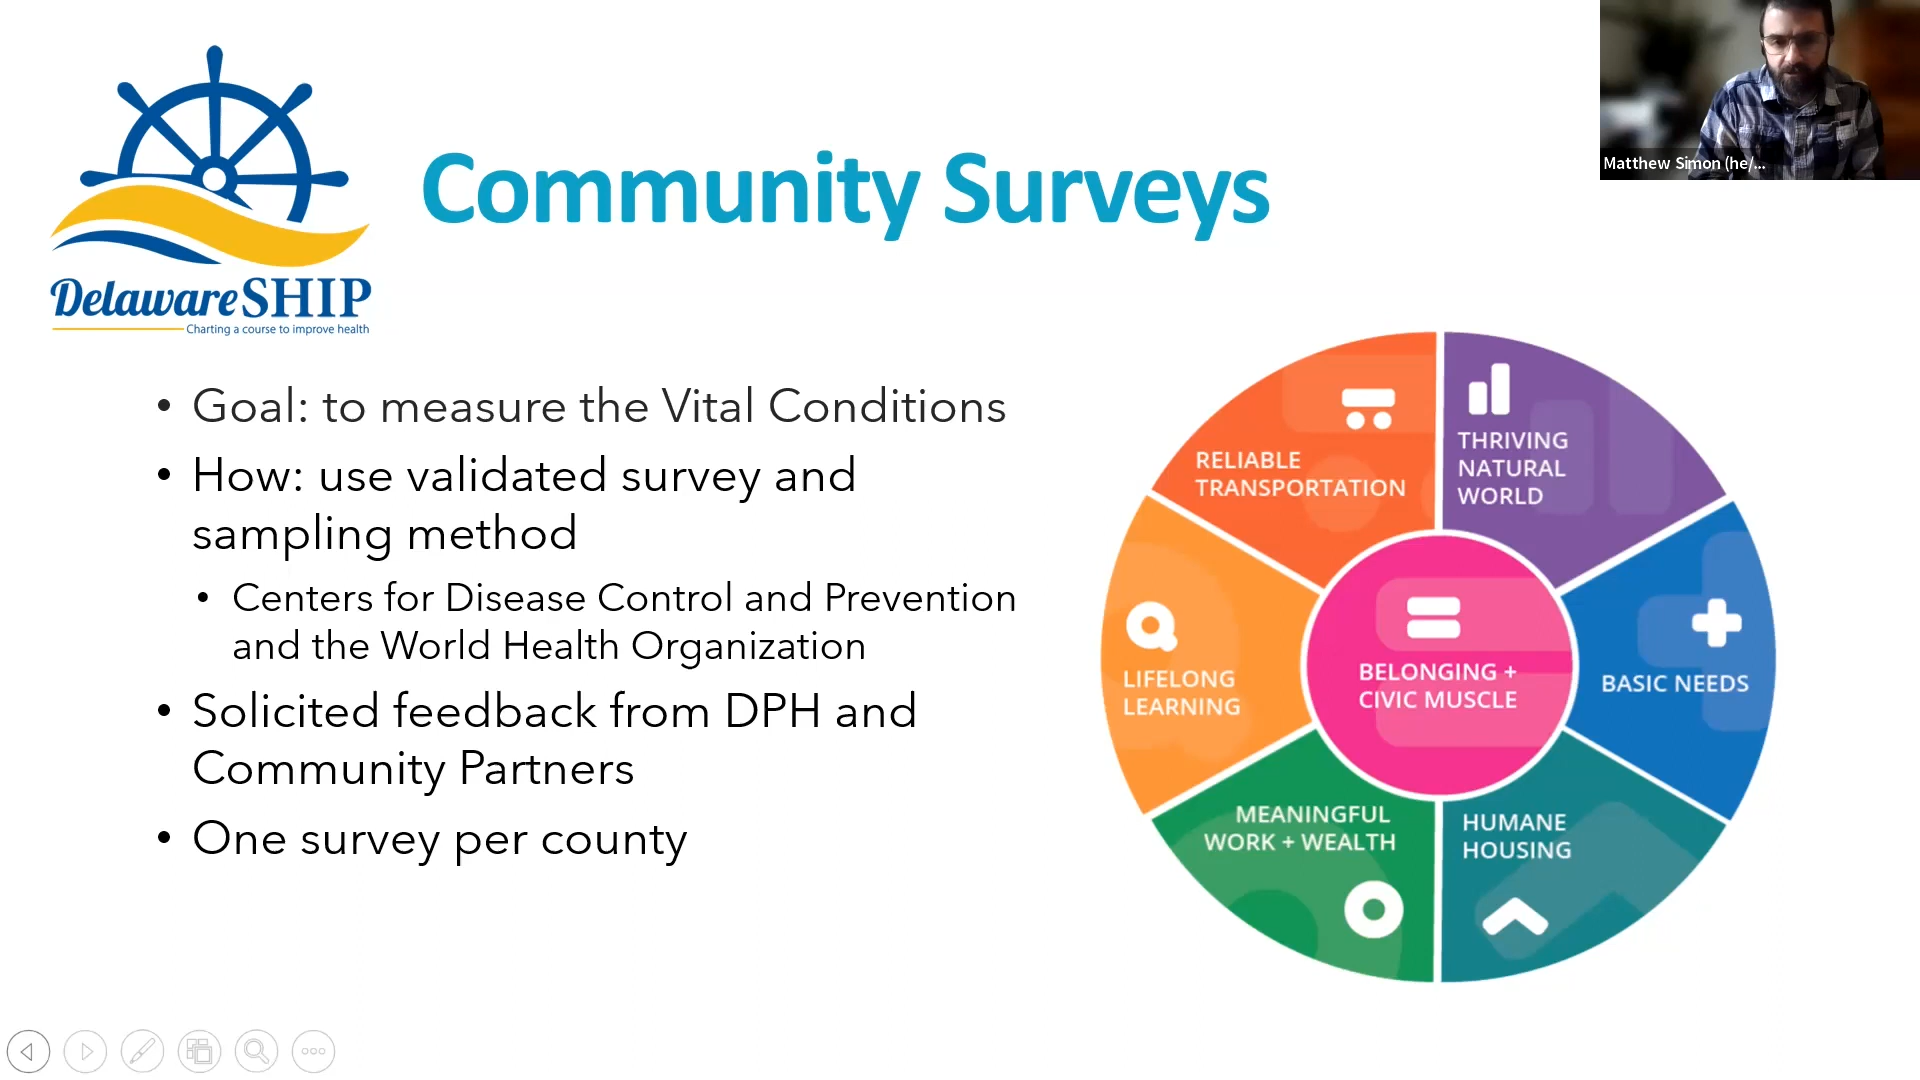 Matthew Simon (he/...
DelawareSHIP
Charting a course to improve health
Community Surveys
• Goal: to measure the Vital Conditions
• How: use validated survey and
sampling method
• Centers for Disease Control and Prevention
and the World Health Organization
• Solicited feedback from DPH and
Community Partners
• One survey per county
RELIABLE
TRANSPORTATION
THRIVING
NATURAL
WORLD
LIFELONG
LEARNING
BELONGING +
CIVIC MUSCLE
BASIC NEEDS
MEANINGFUL
WORK + WEALTH
HUMANE
HOUSING